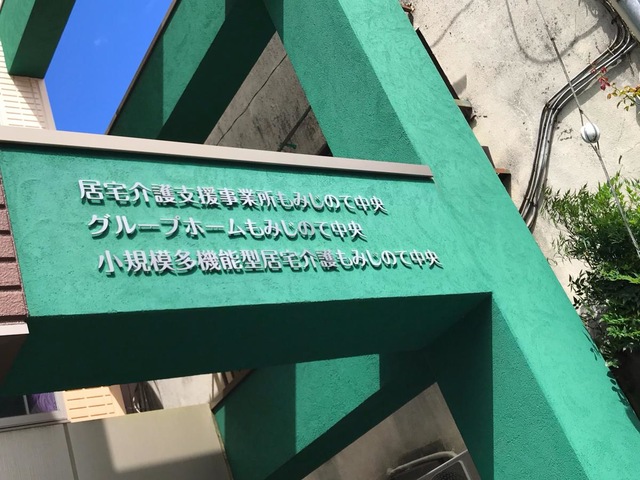 居宅介護支援事業所もみじのて中央
グループホームもみじのて中央
小規模多機能型居宅介護もみじのて中央